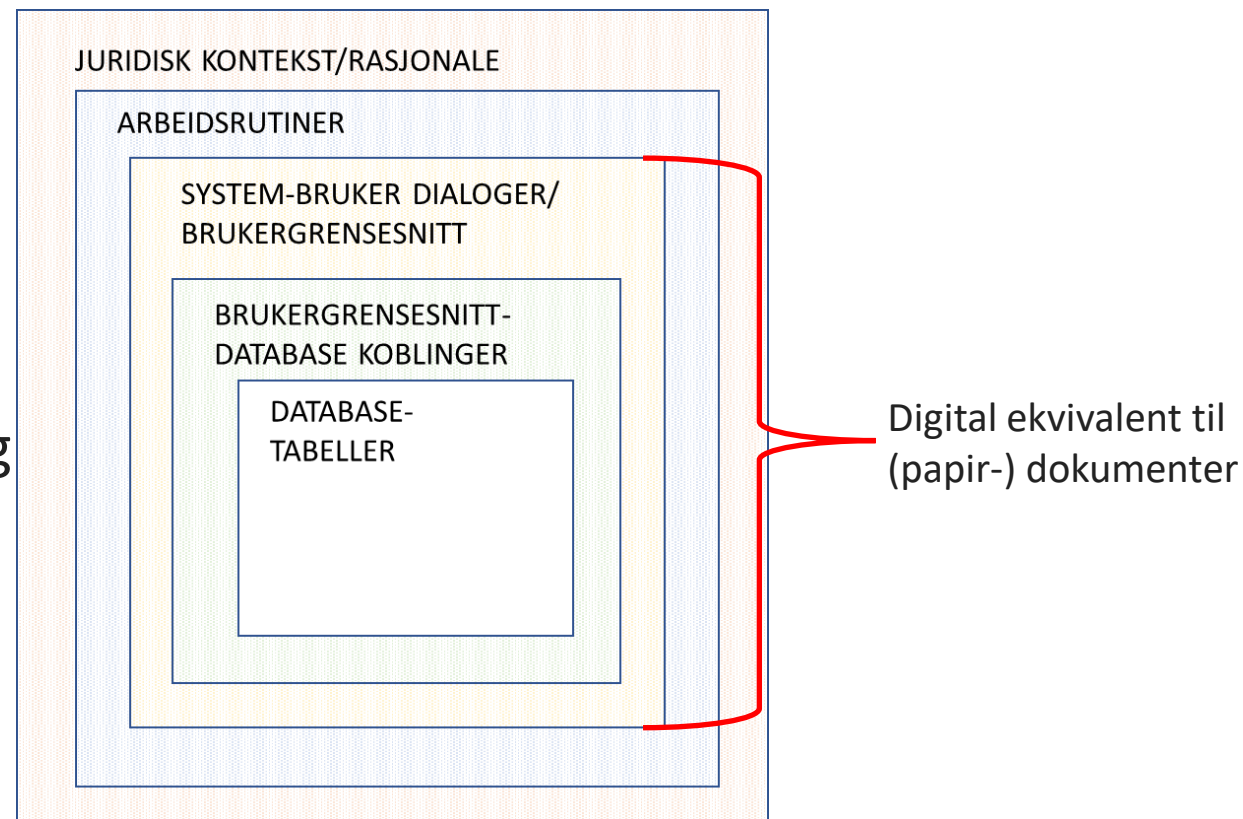 JURIDISK KONTEKST/RASJONALE
ARBEIDSRUTINER
SYSTEM-BRUKER DIALOGER/
BRUKERGRENSESNITT
BRUKERGRENSESNITT-
DATABASE KOBLINGER
DATABASE-
TABELLER
g
Digital ekvivalent til
(papir-) dokumenter